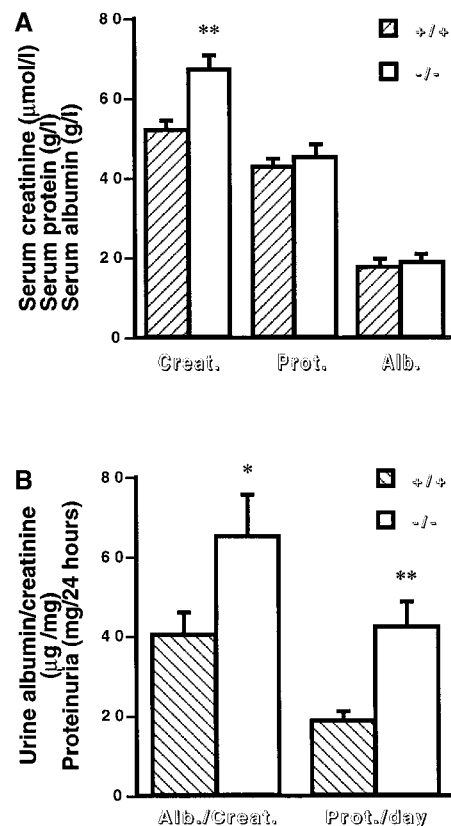 A
Serum creatinine (μmol/l)
Serum protein (g/l)
Serum albumin (g/l)
80
60
40
20
0
**
+/+
-/-
Creat.
Prot.
Alb.
B
Urine albumin/creatinine
(μg /mg)
Proteinuria (mg/24 hours)
80
60
40
20
0
*
**
+/+
-/-
Alb./Creat.
Prot./day